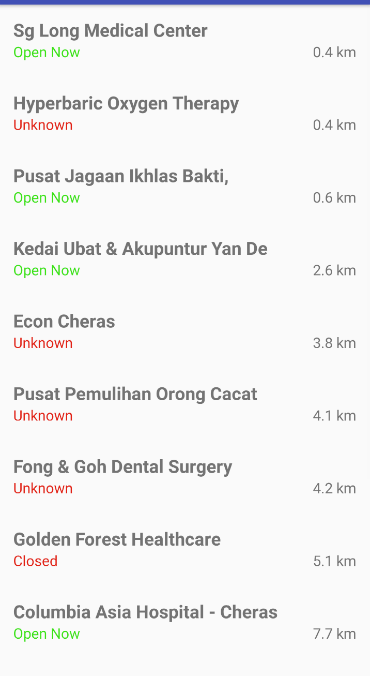 Sg Long Medical Center
Open Now 0.4 km
Hyperbaric Oxygen Therapy
Unknown 0.4 km
Pusat Jagaan Ikhlas Bakti,
Open Now 0.6 km
Kedai Ubat & Akupuntur Yan De
Open Now 2.6 km
Econ Cheras
Unknown 3.8 km
Pusat Pemulihan Orong Cacat
Unknown 4.1 km
Fong & Goh Dental Surgery
Unknown 4.2 km
Golden Forest Healthcare
Closed 5.1 km
Columbia Asia Hospital - Cheras
Open Now 7.7 km